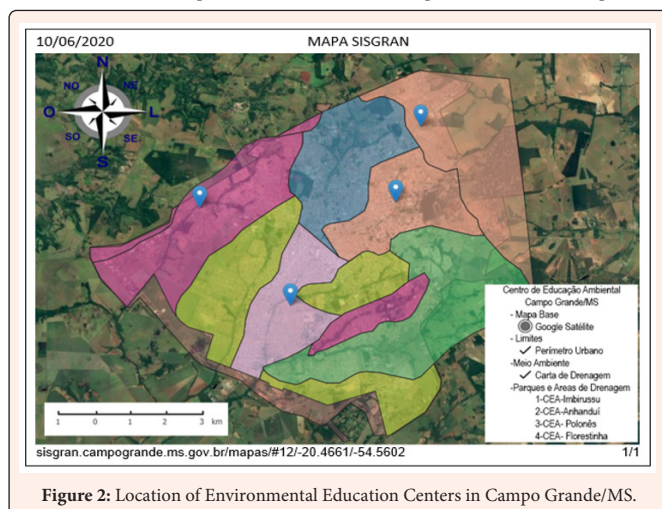 10/06/2020 MAPA SISGRAN
N
NO NE
O L
SO SE
S
Centro de Educação Ambiental
Campo Grande/MS
- Mapa Base
Google Satélite
- Limites
Perímetro Urbano
-Meio Ambiente
Carta de Drenagem
-Parques e Areas de Drenagem
1-CEA-Imbirussu
2-CEA-Anhanduí
3-CEA- Polonês
4-CEA- Florestinha
1 0 1 2 3 km
sisgran.campogrande.ms.gov.br/mapas/#12/-20.4661/-54.5602 1/1
Figure 2: Location of Environmental Education Centers in Campo Grande/MS.